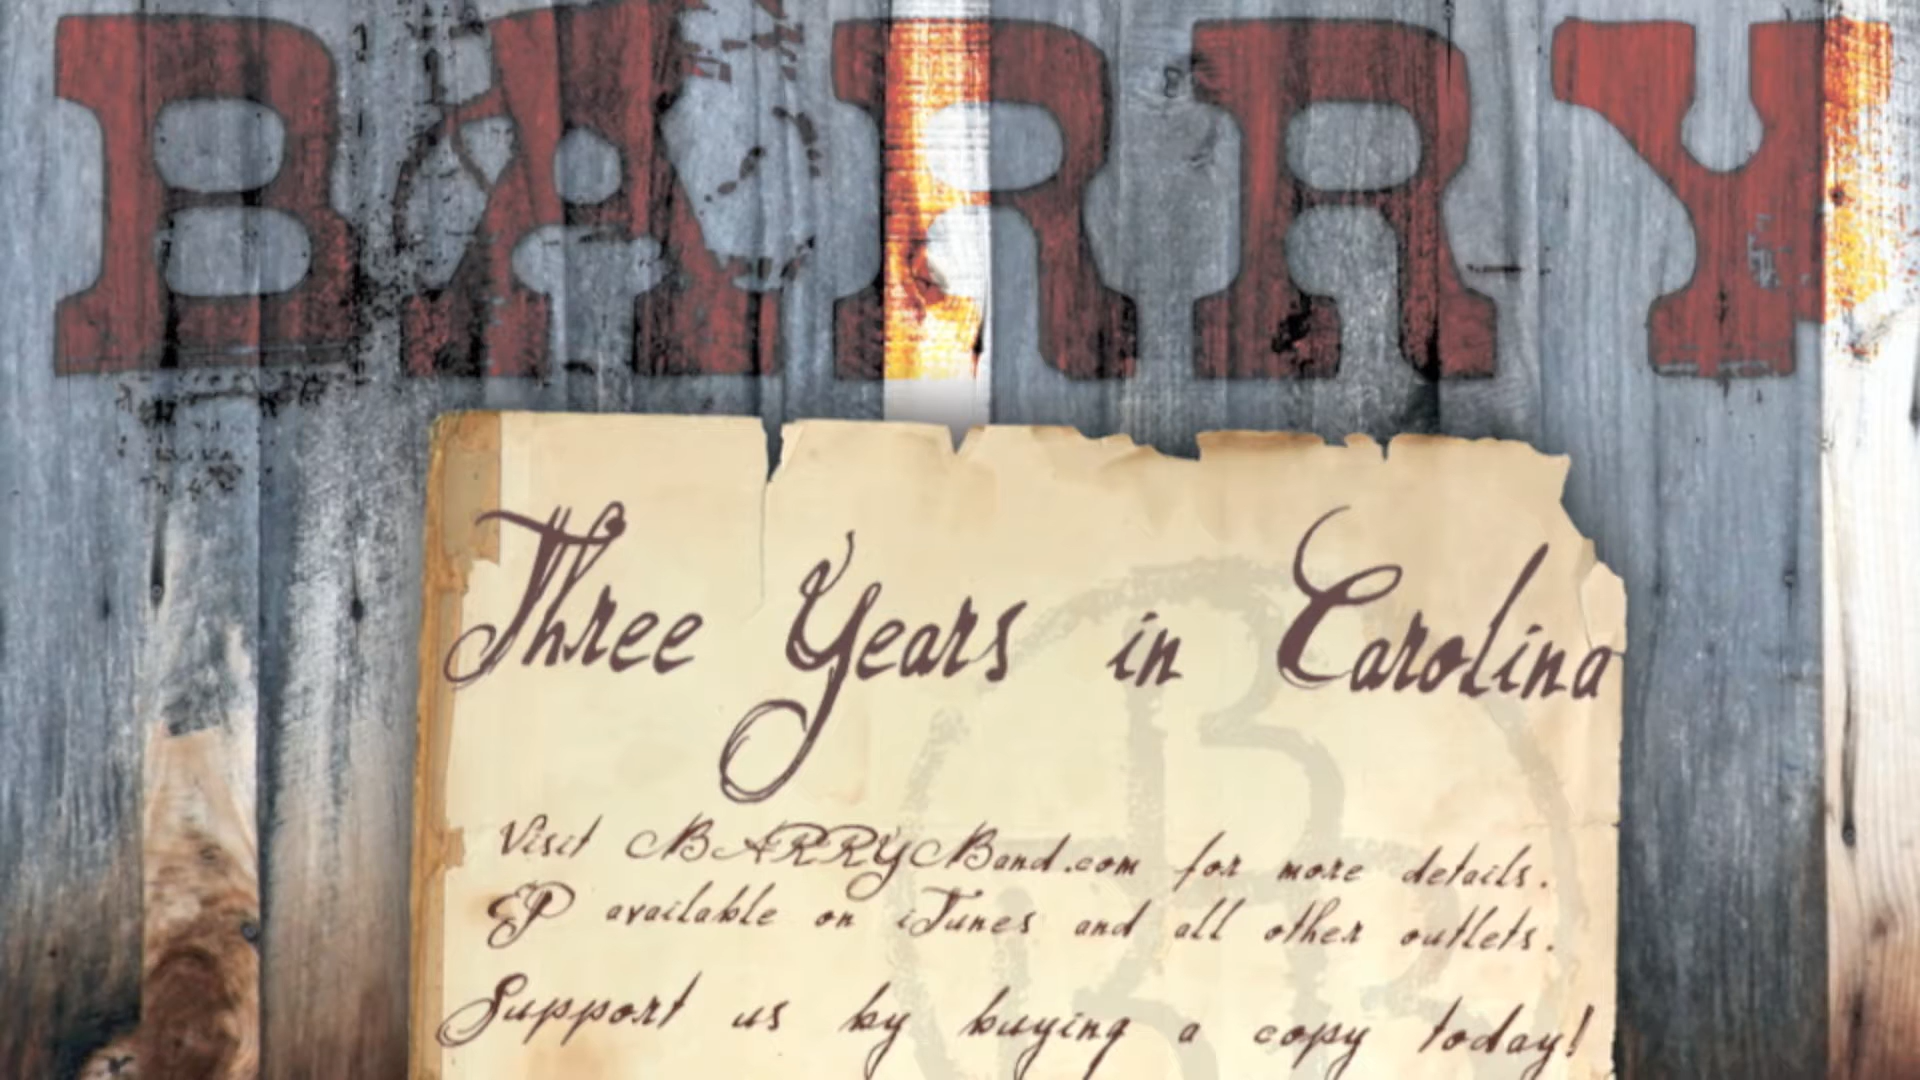 BARRY
Three Years in Carolina
Visit BARRYBand.com for more details.
EP available on iTunes and all other outlets.
Support us by buying a copy today!